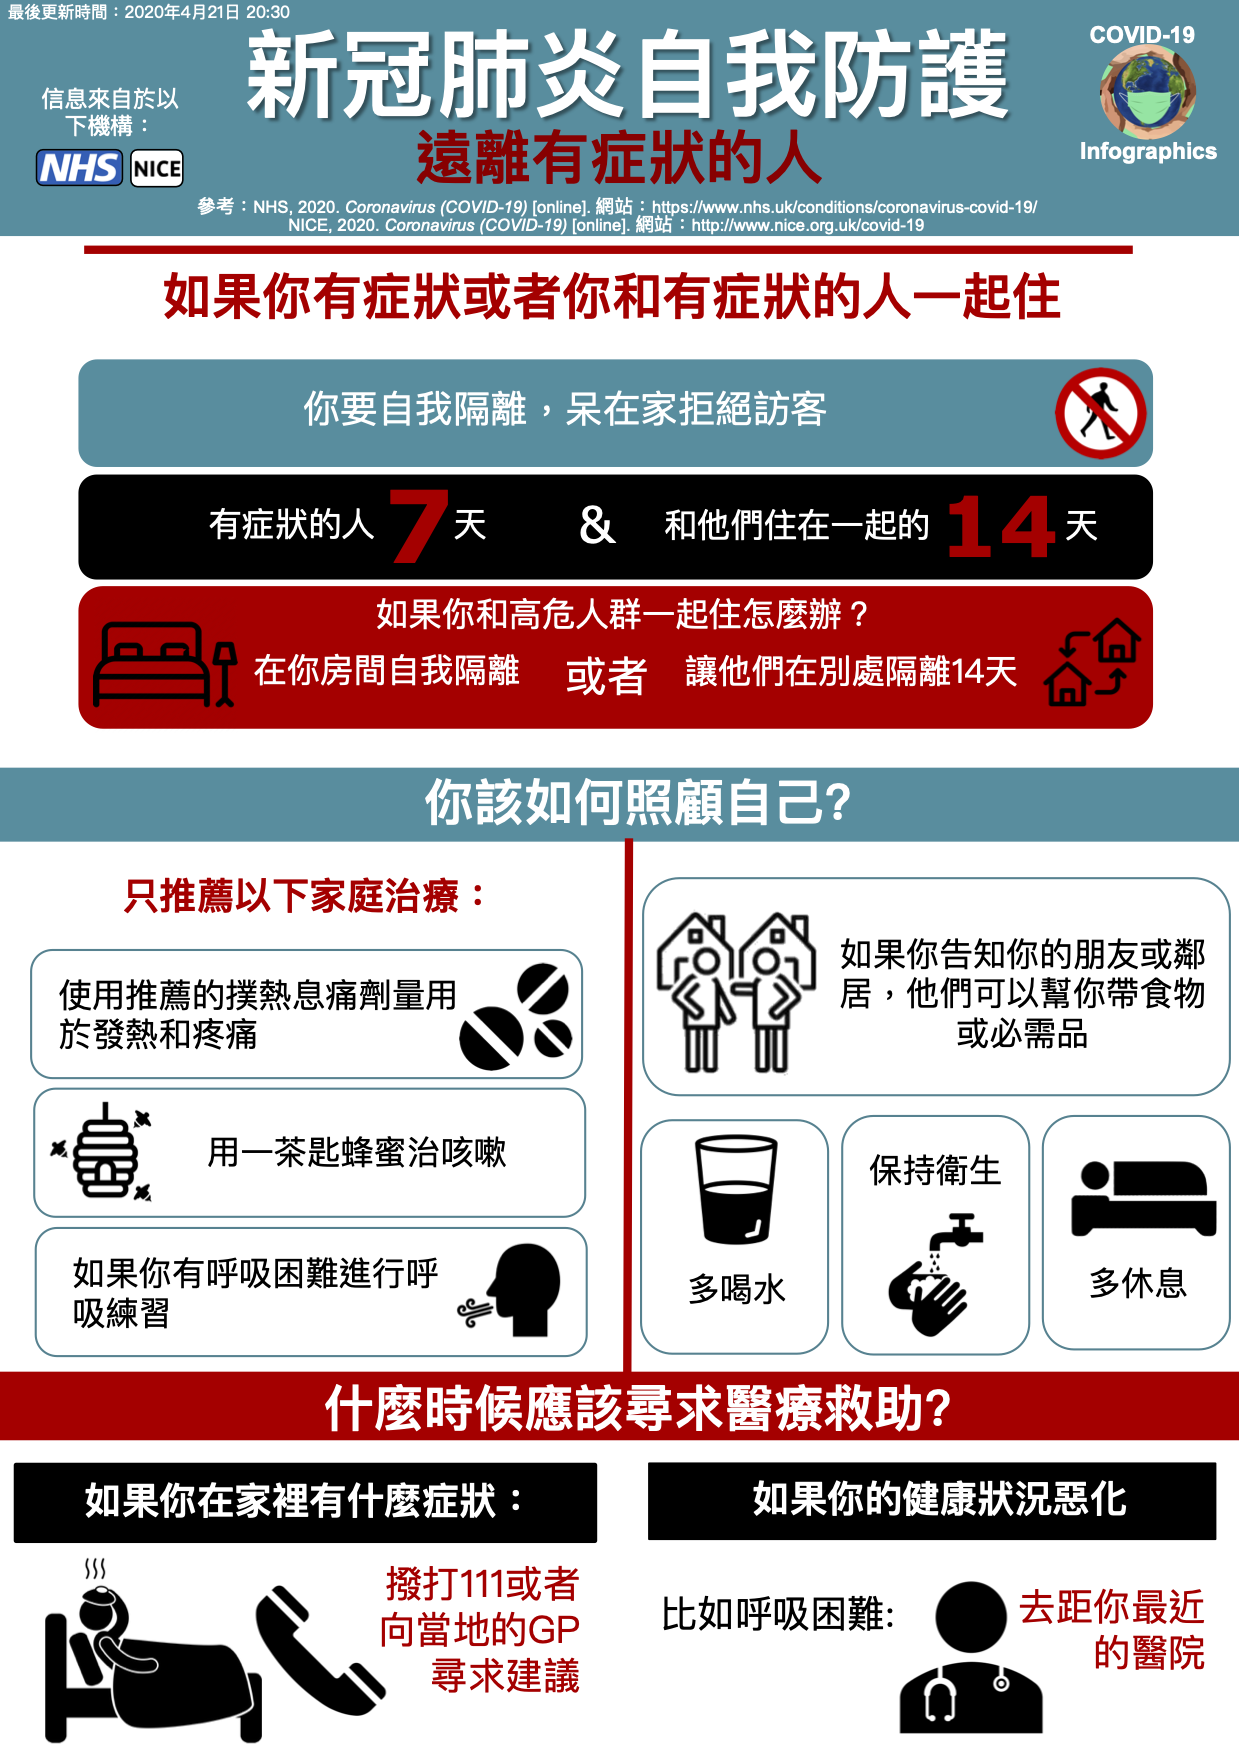 最後更新時間：2020年4月21日 20:30
新冠肺炎自我防護
遠離有症狀的人
信息來自於以
下機構：
NHS NICE
COVID-19
Infographics
參考：NHS, 2020. Coronavirus (COVID-19) [online]. 網站：https://www.nhs.uk/conditions/coronavirus-covid-19/
NICE, 2020. Coronavirus (COVID-19) [online]. 網站：http://www.nice.org.uk/covid-19
如果你有症狀或者你和有症狀的人一起住
你要自我隔離，呆在家拒絕訪客
有症狀的人 7 天 & 和他們住在一起的 14 天
如果你和高危人群一起住怎麼辦？
在你房間自我隔離 或者 讓他們在別處隔離14天
你該如何照顧自己?
只推薦以下家庭治療：
使用推薦的撲熱息痛劑量用
於發熱和疼痛
用一茶匙蜂蜜治咳嗽
如果你有呼吸困難進行呼
吸練習
如果你告知你的朋友或鄰
居，他們可以幫你帶食物
或必需品
多喝水
保持衛生
多休息
什麼時候應該尋求醫療救助?
如果你在家裡有什麼症狀：
撥打111或者
向當地的GP
尋求建議
如果你的健康狀況惡化
比如呼吸困難:
去距你最近
的醫院